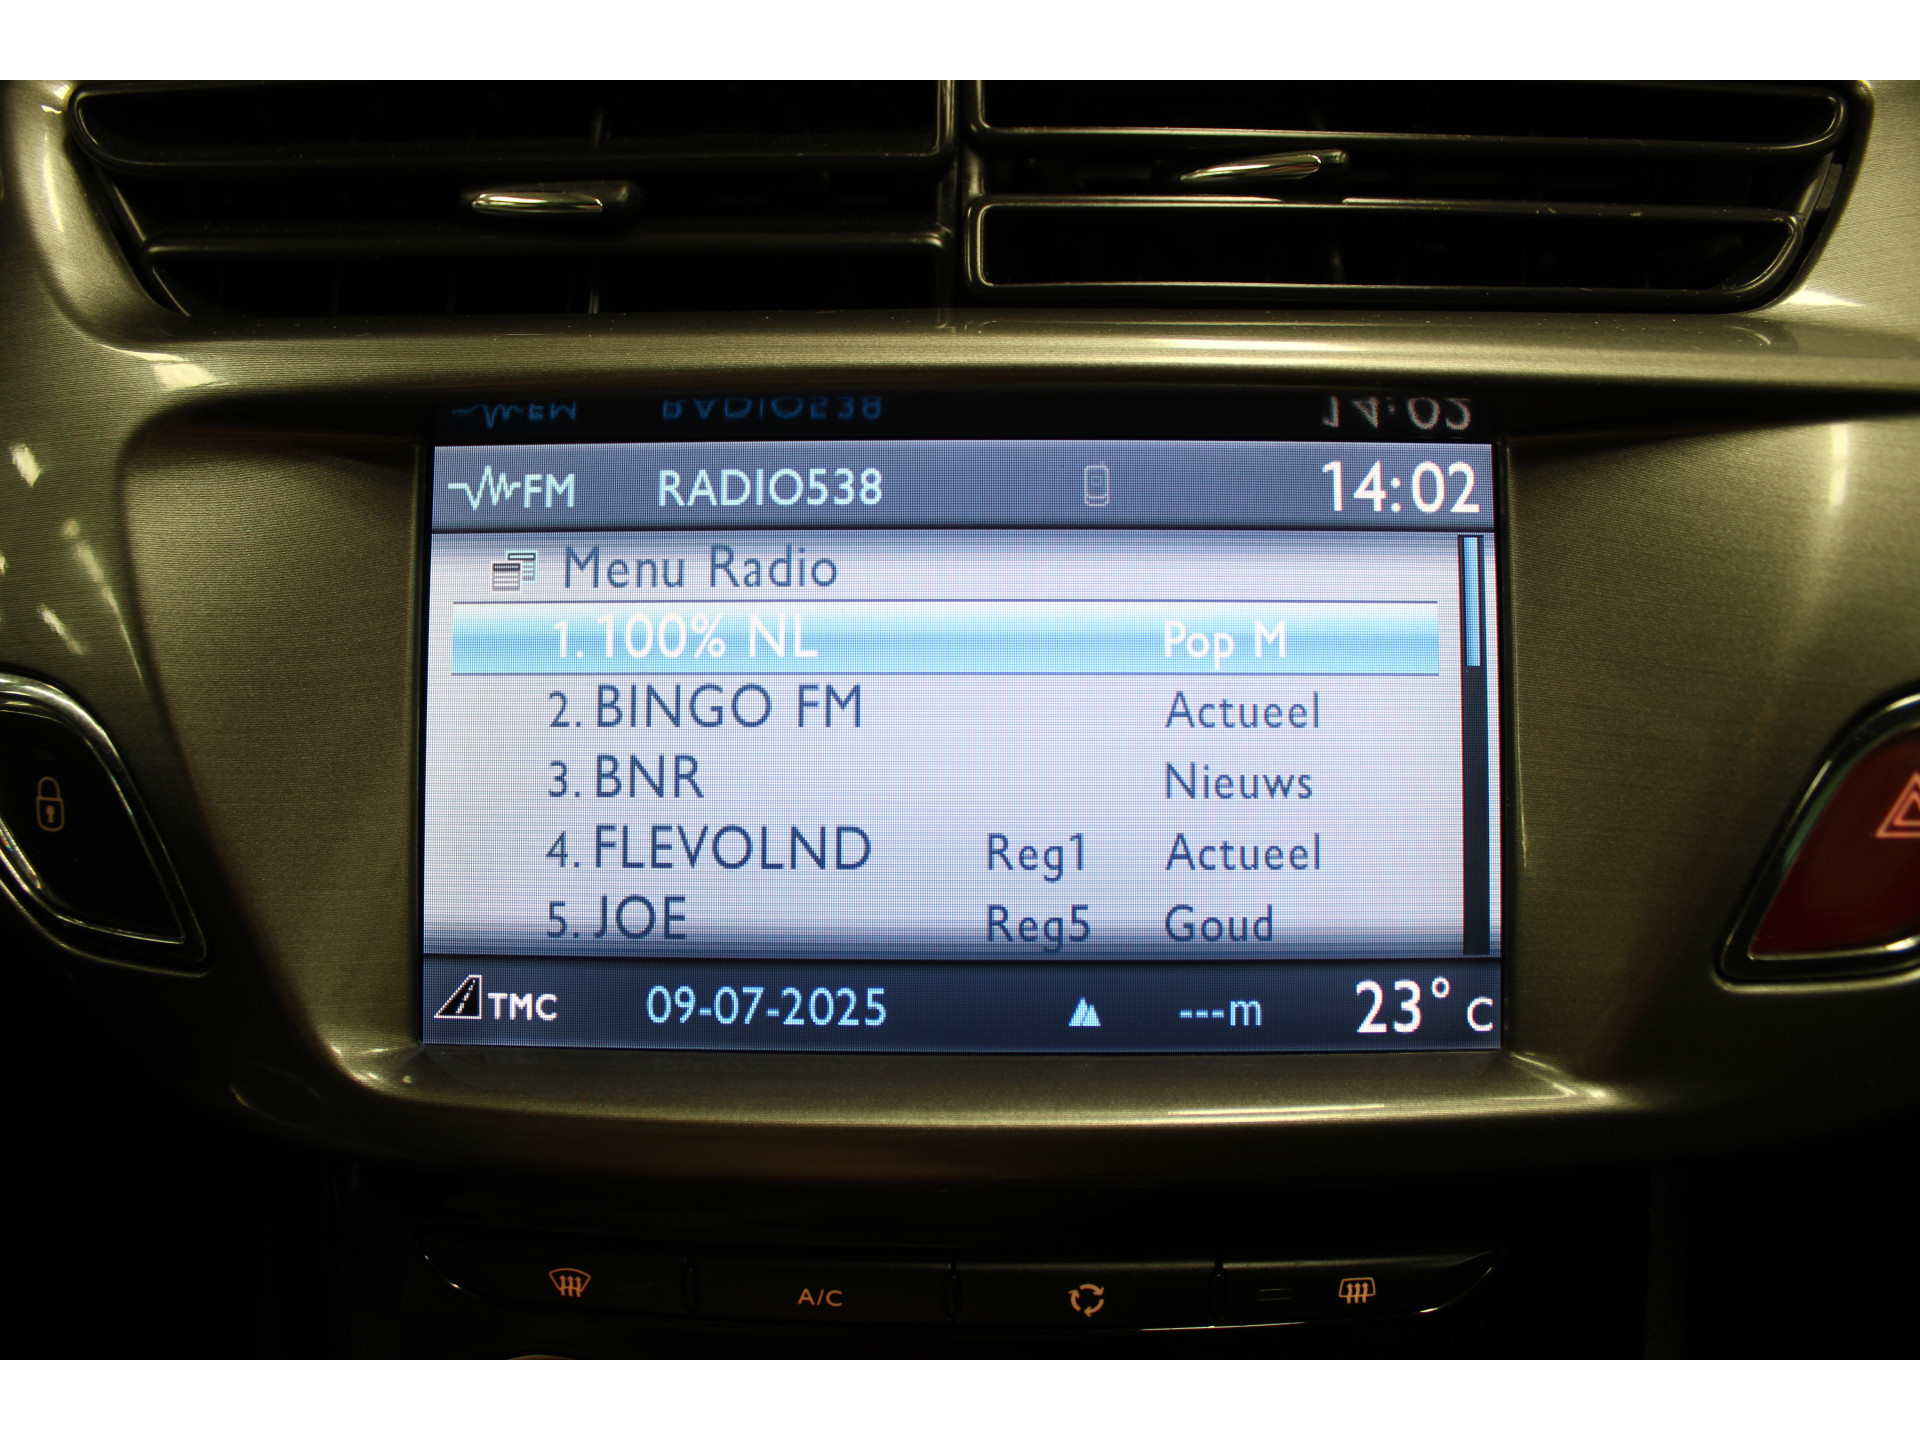 FM RADIO538 14:02
Menu Radio
1. 100% NL Pop M
2. BINGO FM Actueel
3. BNR Nieuws
4. FLEVOLND Reg1 Actueel
5. JOE Reg5 Goud
TMC 09-07-2025 ---m 23° C
A/C